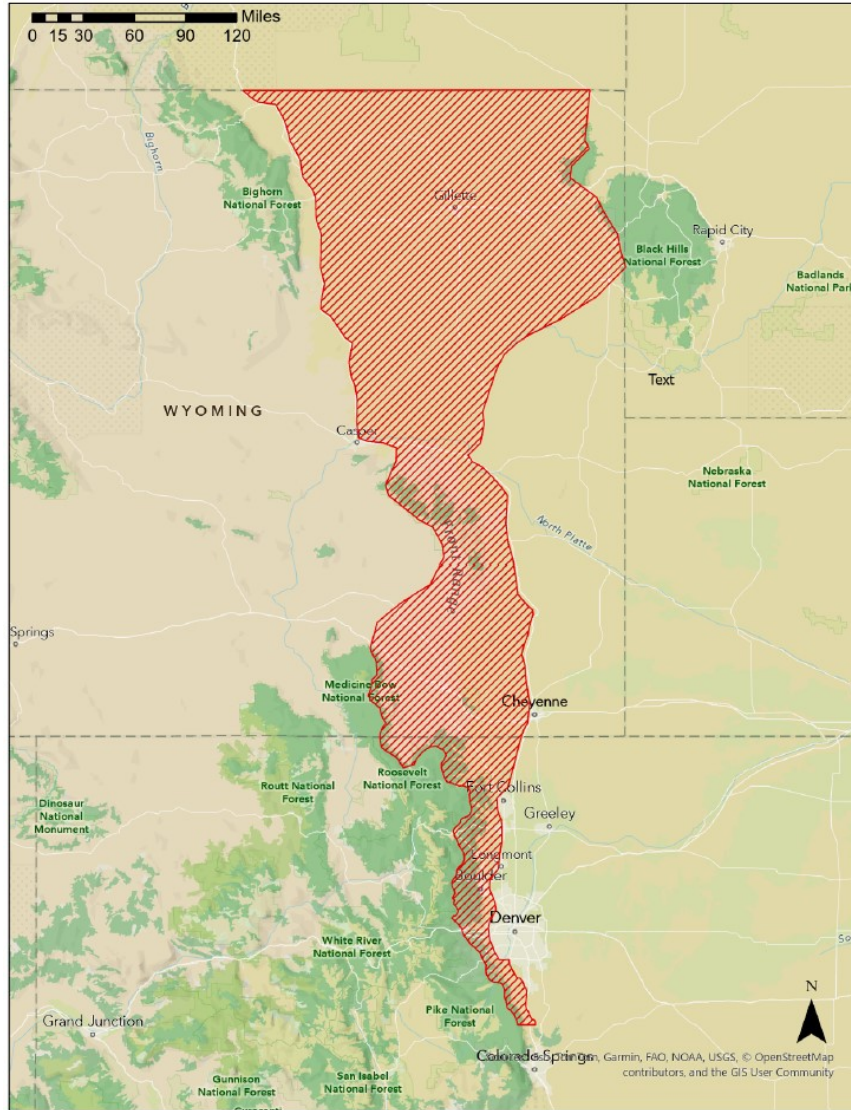 Miles
0 15 30 60 90 120
Bighorn
Bighorn
National Forest
Gillette
Rapid City
Black Hills
National Forest
Badlands
National Park
Text
WYOMING
Casper
Nebraska
National Forest
North Platte
Front Range
Springs
Medicine Bow
National Forest
Cheyenne
Roosevelt
National Forest
Routt National
Forest
Fort Collins
Dinosaur
National
Monument
Greeley
Longmont
Boulder
Denver
White River
National Forest
So
N
Pike National
Forest
Grand Junction
Colorado Springs
Garmin, FAO, NOAA, USGS, © OpenStreetMap
contributors, and the GIS User Community
San Isabel
National Forest
Gunnison
National Forest